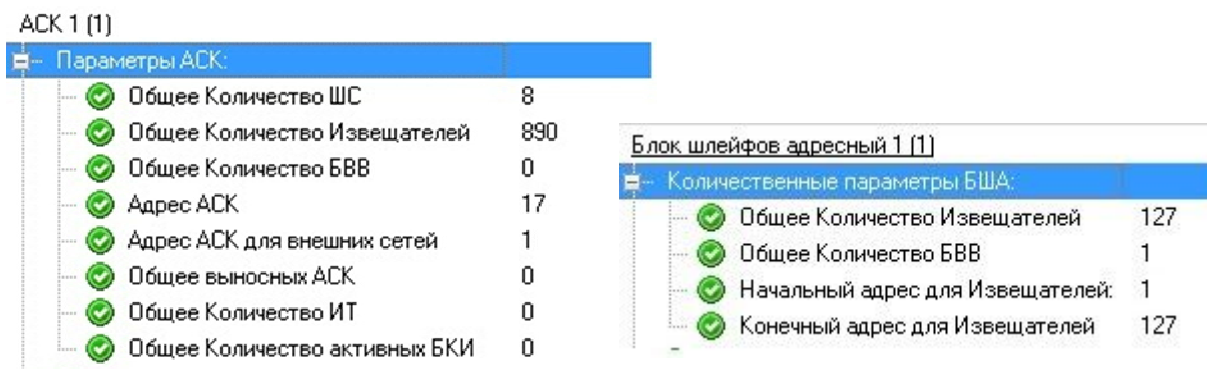 АСК 1 (1)
Параметры АСК:
Общее Количество ШС 8
Общее Количество Извещателей 890
Общее Количество БВВ 0
Адрес АСК 17
Адрес АСК для внешних сетей 1
Общее выносных АСК 0
Общее Количество ИТ 0
Общее Количество активных БКИ 0
Блок шлейфов адресный 1 (1)
Количественные параметры БША:
Общее Количество Извещателей 127
Общее Количество БВВ 1
Начальный адрес для Извещателей: 1
Конечный адрес для Извещателей 127